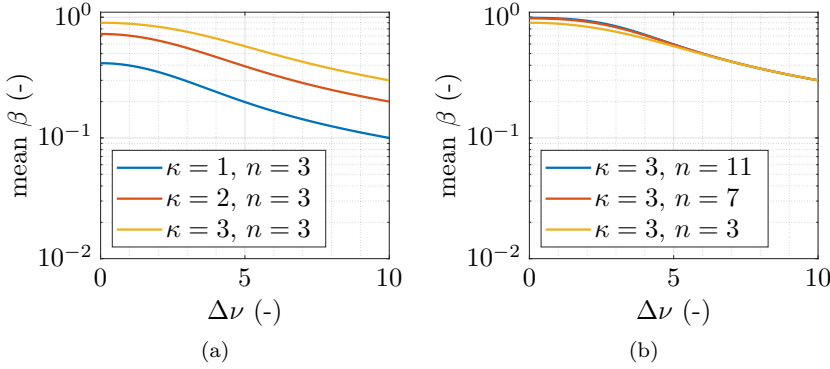 10^0
10^{-1}
10^{-2}
mean β (-)
κ = 1, n = 3
κ = 2, n = 3
κ = 3, n = 3
0 5 10
Δν (-)
(a)
10^0
10^{-1}
10^{-2}
mean β (-)
κ = 3, n = 11
κ = 3, n = 7
κ = 3, n = 3
0 5 10
Δν (-)
(b)